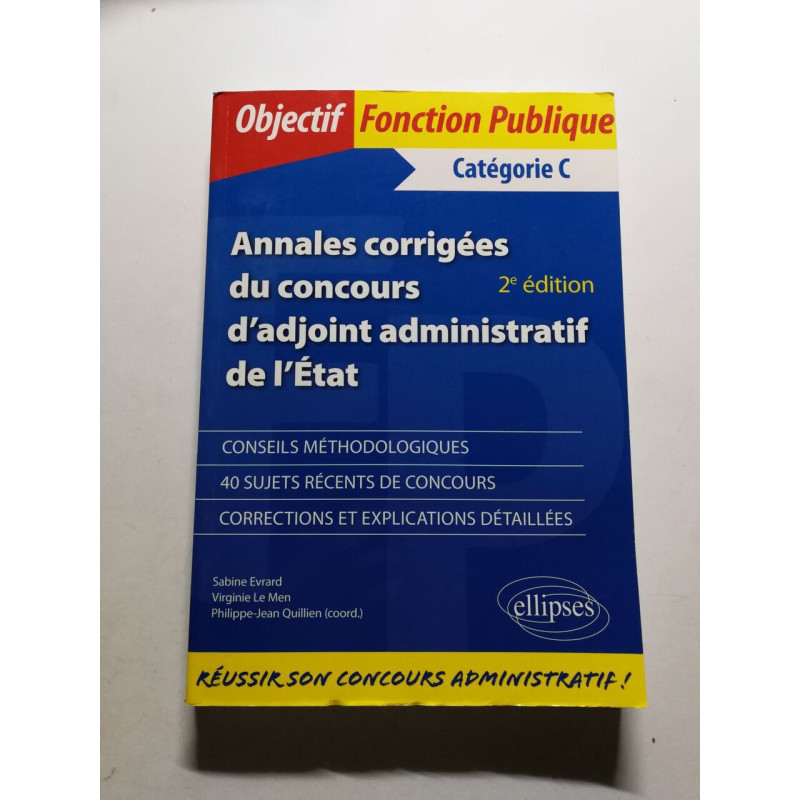 Objectif Fonction Publique
Catégorie C
Annales corrigées
du concours
2e édition
d'adjoint administratif
de l'État
CONSEILS MÉTHODOLOGIQUES
40 SUJETS RÉCENTS DE CONCOURS
CORRECTIONS ET EXPLICATIONS DÉTAILLÉES
Sabine Evrard
Virginie Le Men
Philippe-Jean Quillien (coord.)
ellipses
RÉUSSIR SON CONCOURS ADMINISTRATIF !